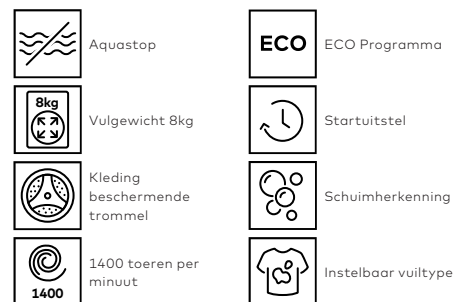 Aquastop
ECO
ECO Programma
8kg
Vulgewicht 8kg
Startuitstel
Kleding
beschermende
trommel
Schuimherkenning
1400
1400 toeren per
minuut
Instelbaar vuiltype